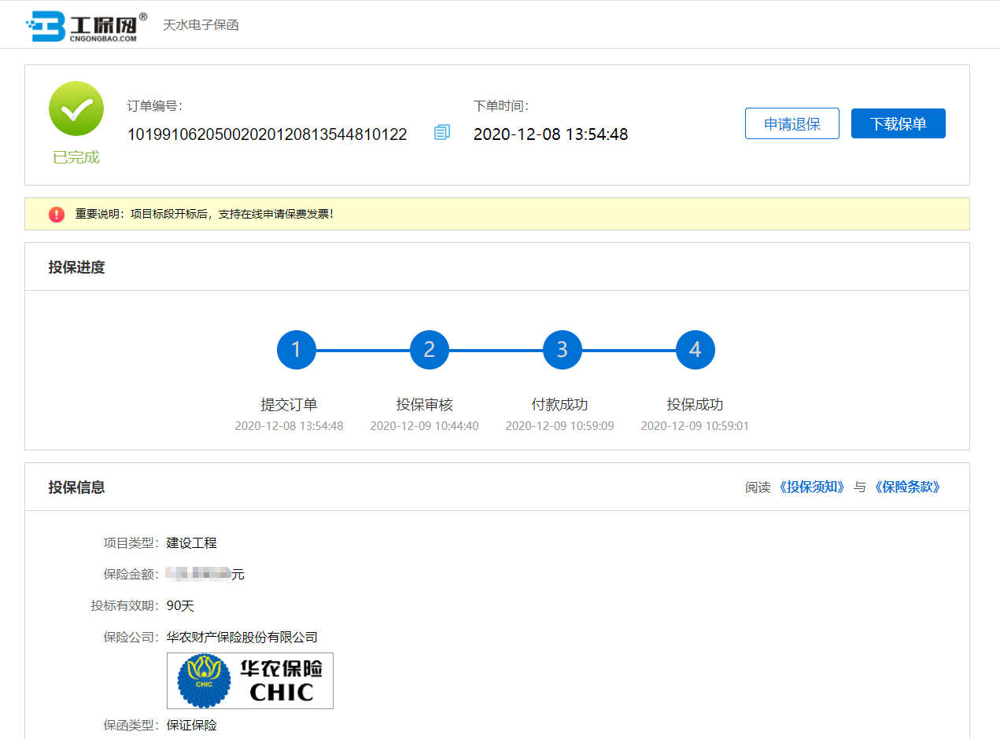 工保网® 天水电子保函
CNGONGBAO.COM
订单编号：
10199106205002020120813544810122
下单时间：
2020-12-08 13:54:48
申请退保
下载保单
已完成
重要说明：项目标段开标后，支持在线申请保费发票！
投保进度
1 2 3 4
提交订单 投保审核 付款成功 投保成功
2020-12-08 13:54:48 2020-12-09 10:44:40 2020-12-09 10:59:09 2020-12-09 10:59:01
投保信息
阅读《投保须知》与《保险条款》
项目类型：建设工程
保险金额：元
投标有效期：90天
保险公司：华农财产保险股份有限公司
CHIC 华农保险
CHIC
保函类型：保证保险